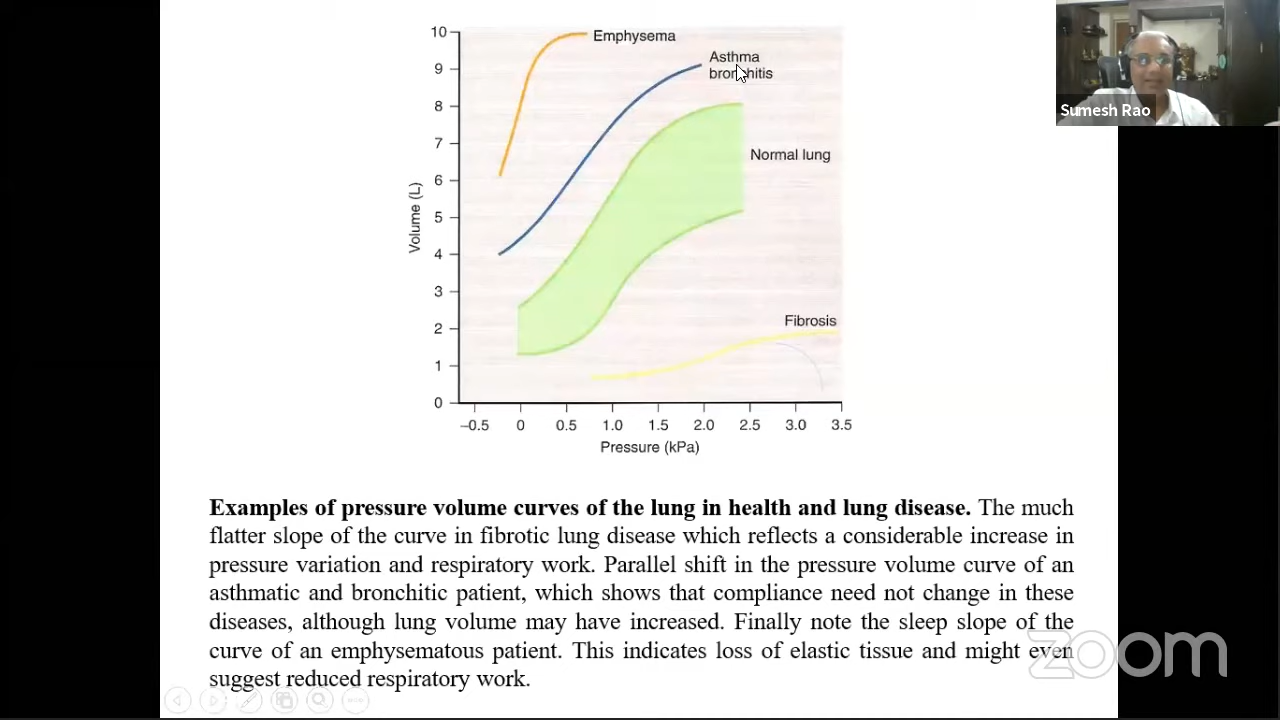 10
9
8
7
6
5
4
3
2
1
0
Volume (L)
Emphysema
Asthma
bronchitis
Normal lung
Fibrosis
–0.5 0 0.5 1.0 1.5 2.0 2.5 3.0 3.5
Pressure (kPa)
Sumesh Rao
Examples of pressure volume curves of the lung in health and lung disease. The much
flatter slope of the curve in fibrotic lung disease which reflects a considerable increase in
pressure variation and respiratory work. Parallel shift in the pressure volume curve of an
asthmatic and bronchitic patient, which shows that compliance need not change in these
diseases, although lung volume may have increased. Finally note the sleep slope of the
curve of an emphysematous patient. This indicates loss of elastic tissue and might even
suggest reduced respiratory work.
zoom